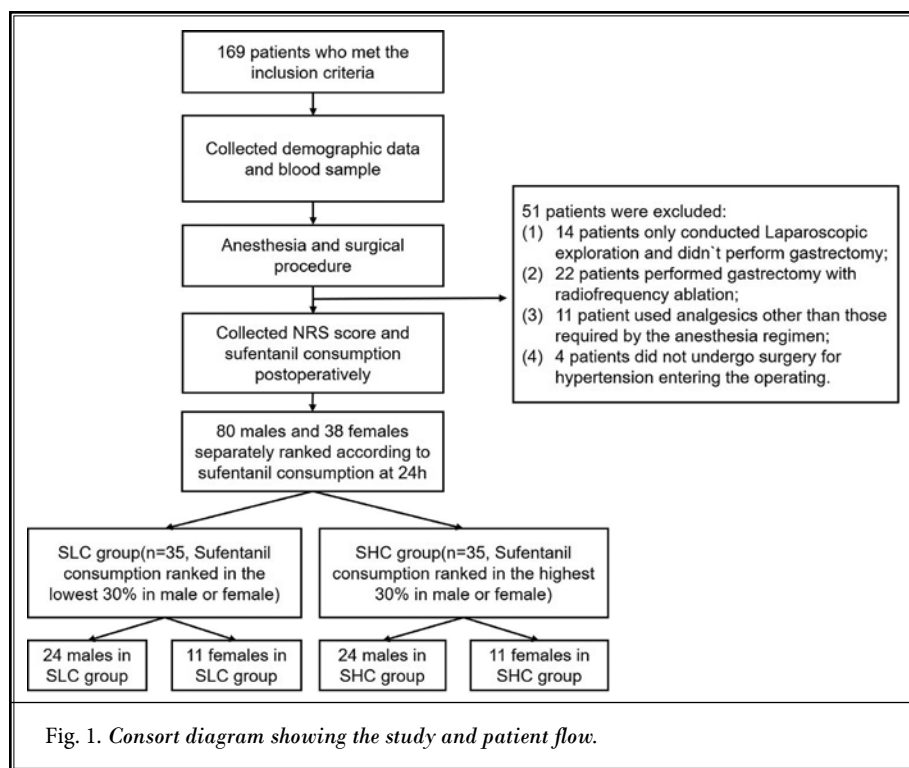 169 patients who met the
inclusion criteria
Collected demographic data
and blood sample
Anesthesia and surgical
procedure
51 patients were excluded:
(1) 14 patients only conducted Laparoscopic
exploration and didn`t perform gastrectomy;
(2) 22 patients performed gastrectomy with
radiofrequency ablation;
(3) 11 patient used analgesics other than those
required by the anesthesia regimen;
(4) 4 patients did not undergo surgery for
hypertension entering the operating.
Collected NRS score and
sufentanil consumption
postoperatively
80 males and 38 females
separately ranked according to
sufentanil consumption at 24h
SLC group(n=35, Sufentanil
consumption ranked in the
lowest 30% in male or female)
SHC group(n=35, Sufentanil
consumption ranked in the highest
30% in male or female)
24 males in
SLC group
11 females in
SLC group
24 males in
SHC group
11 females in
SHC group
Fig. 1. Consort diagram showing the study and patient flow.